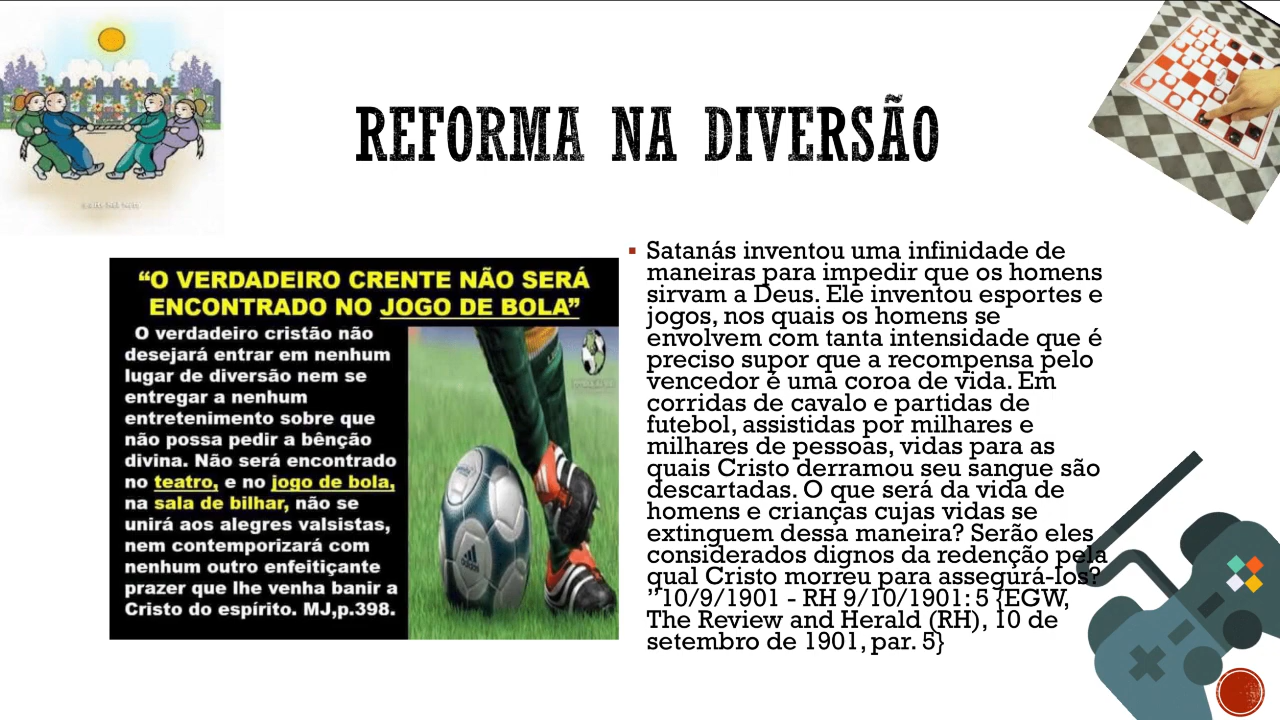 REFORMA NA DIVERSÃO
“O VERDADEIRO CRENTE NÃO SERÁ
ENCONTRADO NO JOGO DE BOLA”
O verdadeiro cristão não
desejará entrar em nenhum
lugar de diversão nem se
entregar a nenhum
entretenimento sobre que
não possa pedir a bênção
divina. Não será encontrado
no teatro, e no jogo de bola,
na sala de bilhar, não se
unirá aos alegres valsistas,
nem contemporizará com
nenhum outro enfeitiçante
prazer que lhe venha banir a
Cristo do espírito. MJ,p.398.
Satanás inventou uma infinidade de
maneiras para impedir que os homens
sirvam a Deus. Ele inventou esportes e
jogos, nos quais os homens se
envolvem com tanta intensidade que é
preciso supor que a recompensa pelo
vencedor é uma coroa de vida. Em
corridas de cavalo e partidas de
futebol, assistidas por milhares e
milhares de pessoas, vidas para as
quais Cristo derramou seu sangue são
descartadas. O que será da vida de
homens e crianças cujas vidas se
extinguem dessa maneira? Serão eles
considerados dignos da redenção pela
qual Cristo morreu para assegurá-los?
” 10/9/1901 - RH 9/10/1901: 5 {EGW,
The Review and Herald (RH), 10 de
setembro de 1901, par. 5}
adidas